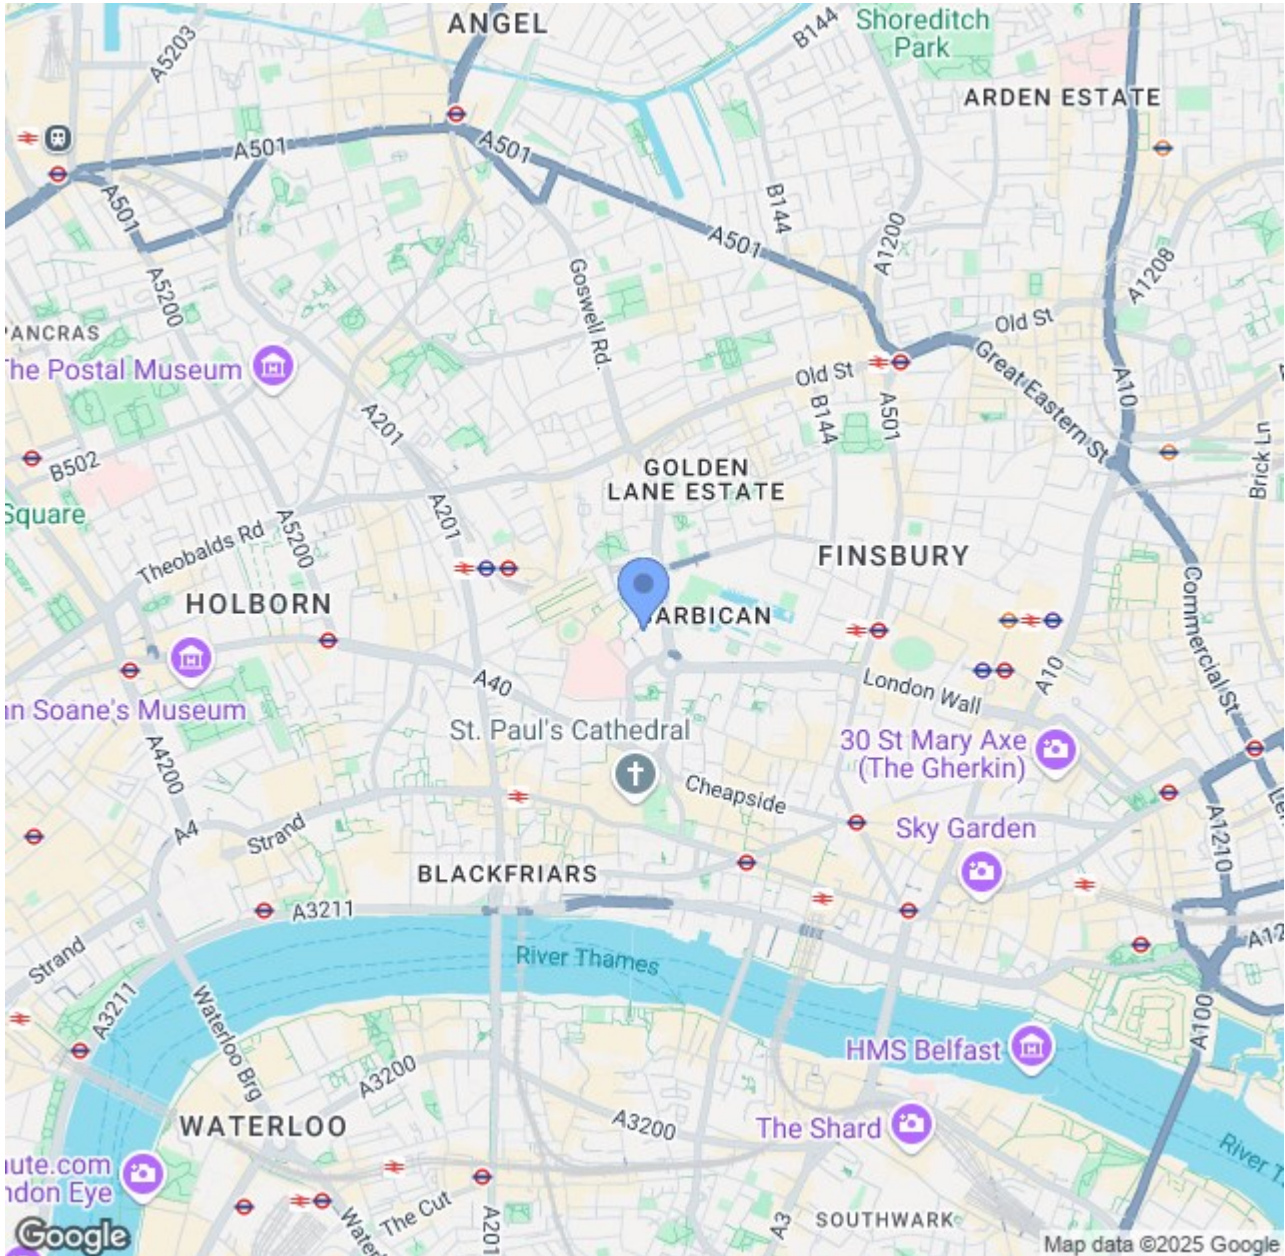 ANGEL
Shoreditch
Park
B144
A5203
ARDEN ESTATE
A501
A501
A501
B144
A501
A1200
A1208
Goswell Rd.
A5200
PANCRAS
Old St
The Postal Museum
Old St
Great Eastern St
A10
A201
B144
A501
B502
GOLDEN
LANE ESTATE
Brick Ln
Square
A201
A5200
Theobalds Rd
FINSBURY
Commercial St
HOLBORN
ARBICAN
A40
London Wall
A10
nn Soane's Museum
St. Paul's Cathedral
30 St Mary Axe
(The Gherkin)
A4200
Cheapside
A4
Strand
Sky Garden
A1210
BLACKFRIARS
A3211
Strand
River Thames
A12
A3211
Waterloo Brg
A100
HMS Belfast
A3200
WATERLOO
A3200
The Shard
River T
nute.com
ndon Eye
The Cut
A201
Water
A3
SOUTHWARK
Google
Map data ©2025 Google